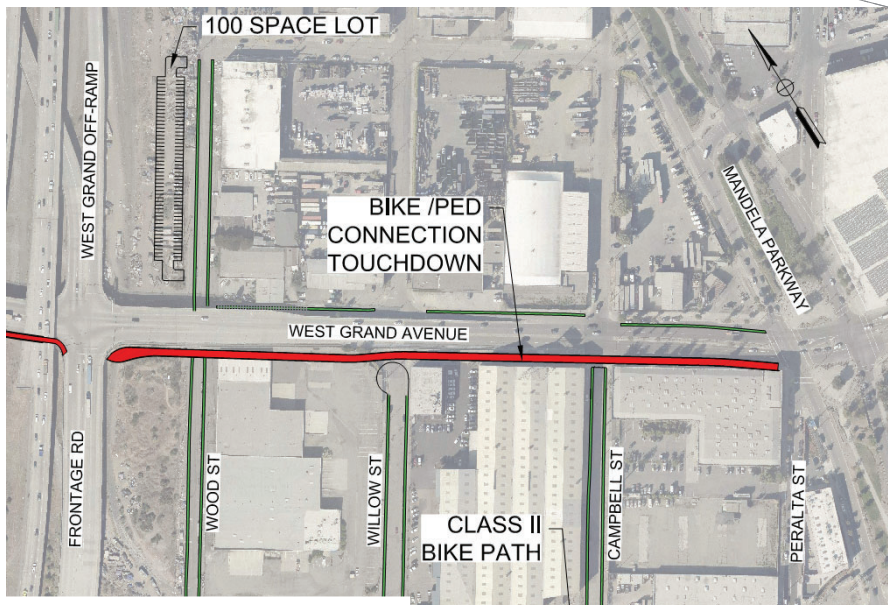 100 SPACE LOT
WEST GRAND OFF-RAMP
MANDELA PARKWAY
BIKE /PED
CONNECTION
TOUCHDOWN
WEST GRAND AVENUE
FRONTAGE RD
WOOD ST
WILLOW ST
CLASS II
BIKE PATH
CAMPBELL ST
PERALTA ST